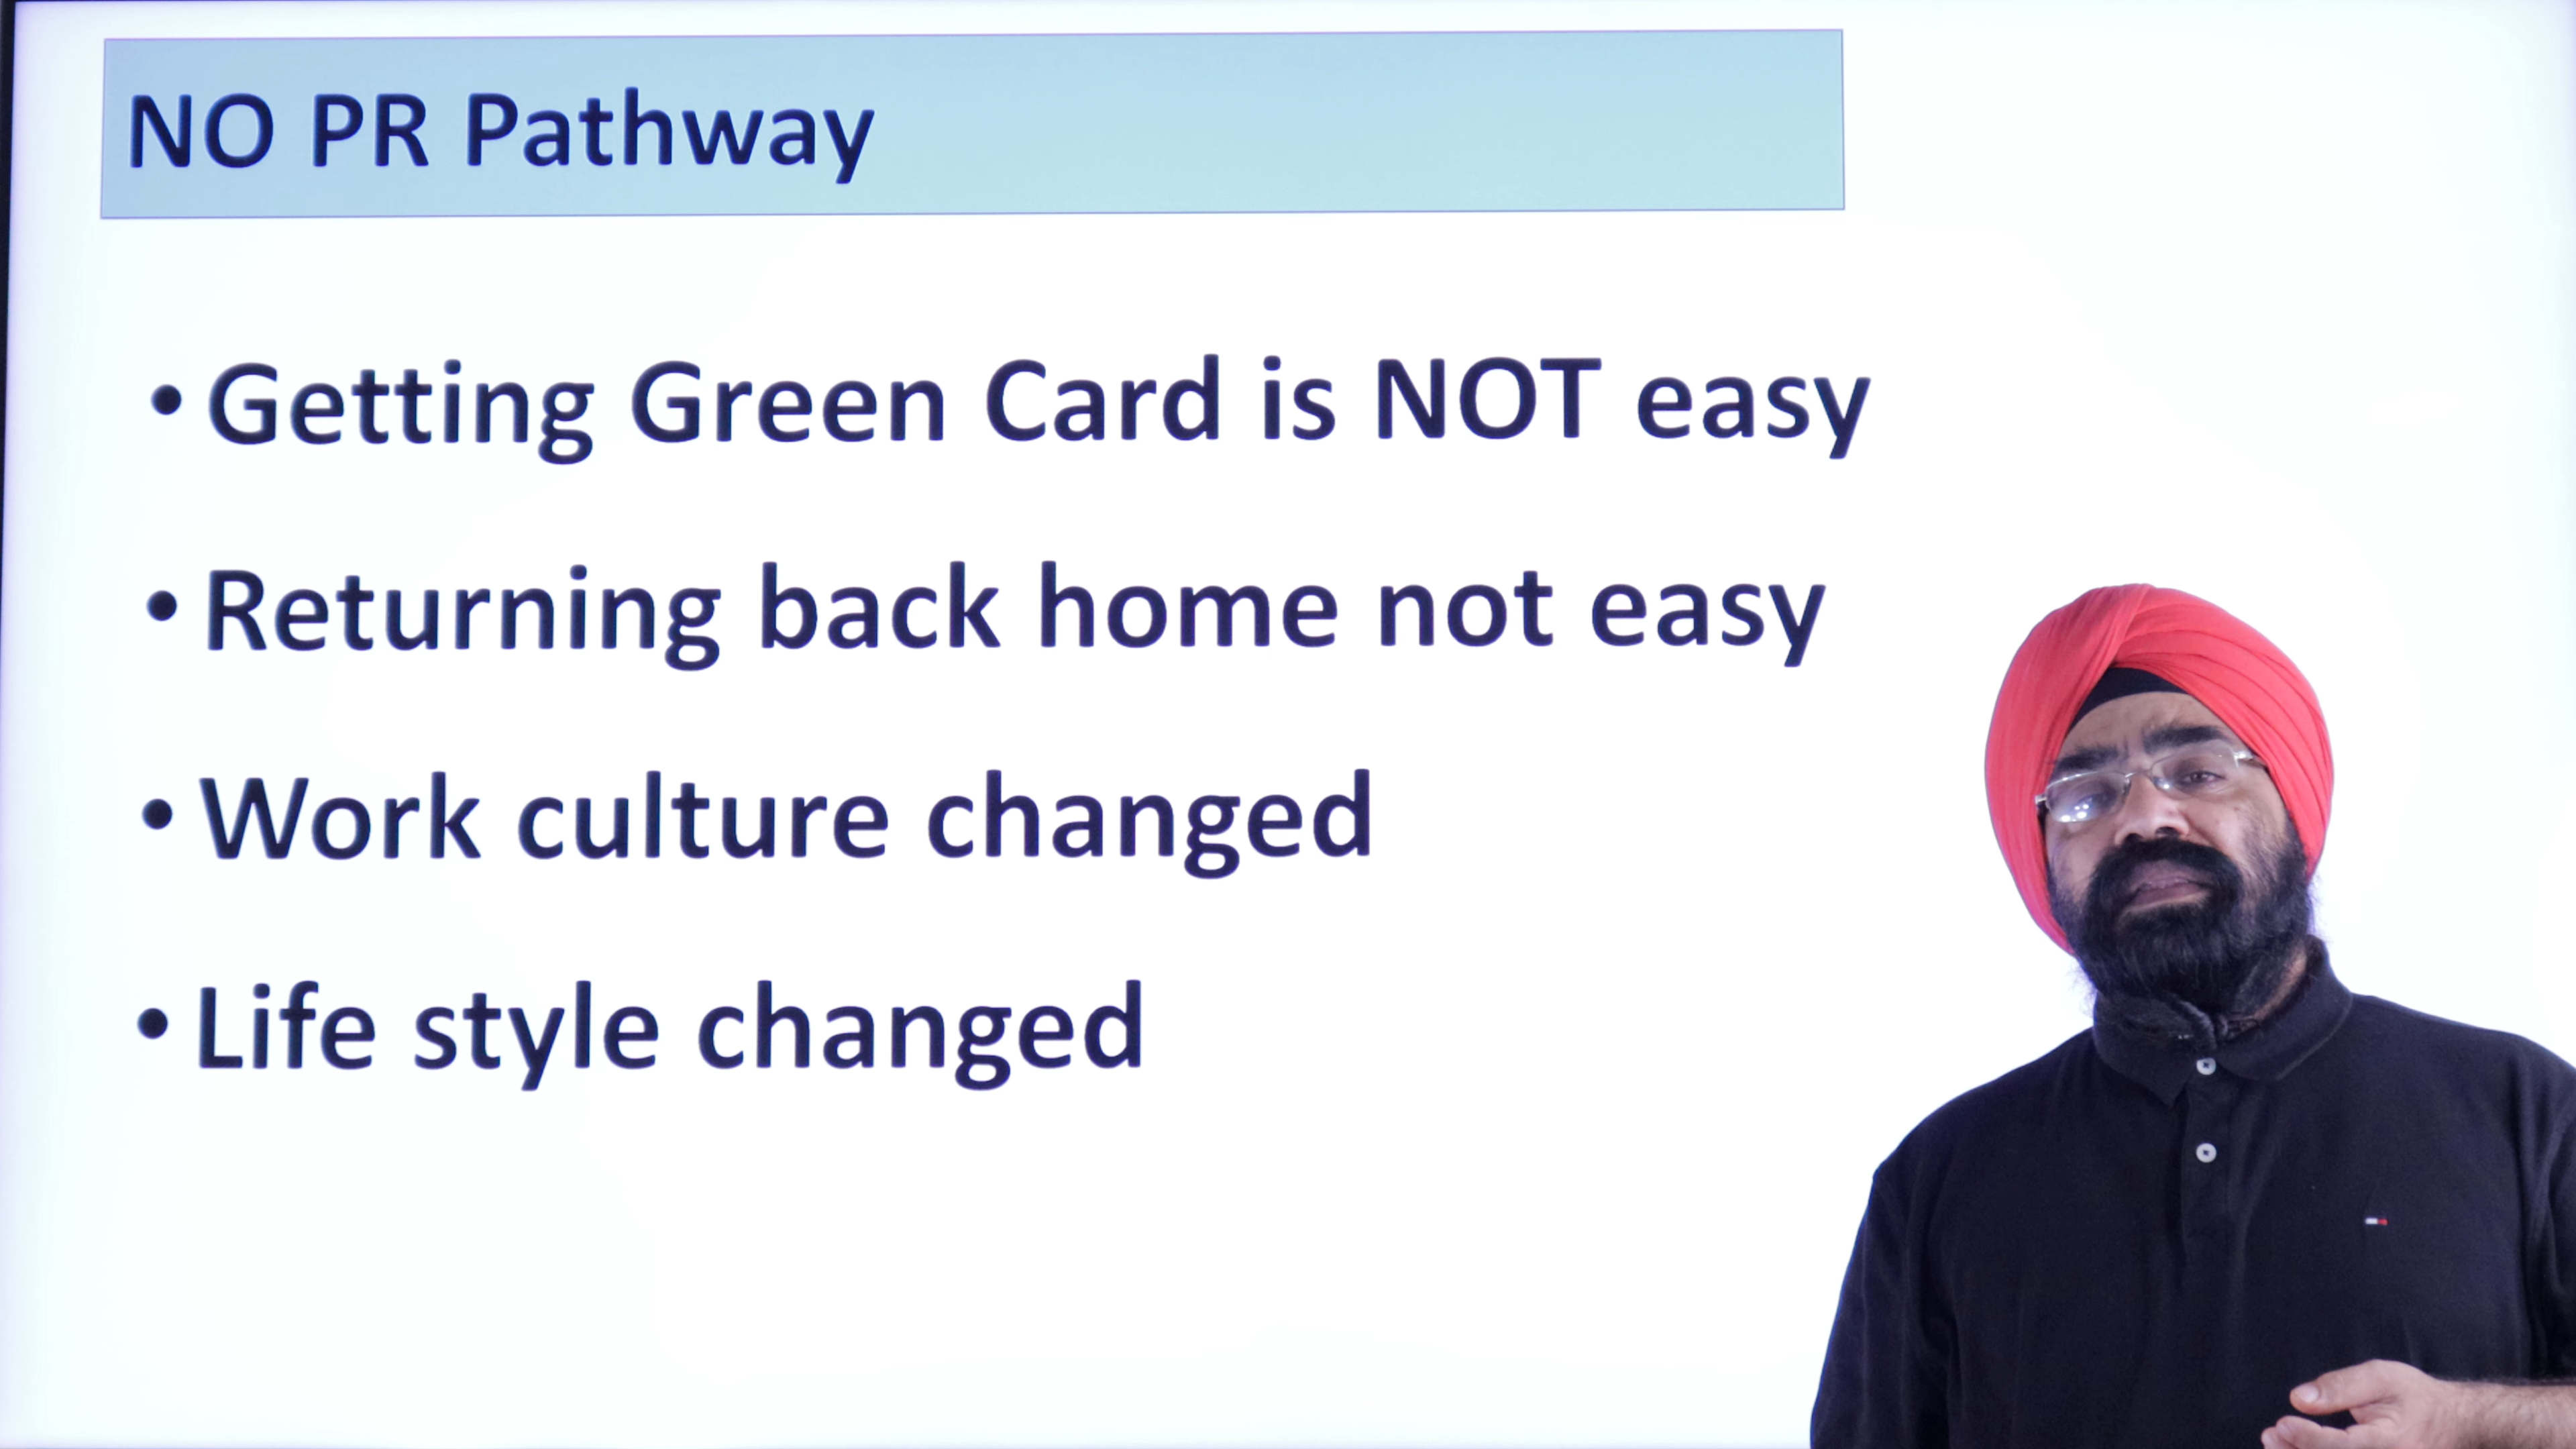 NO PR Pathway
• Getting Green Card is NOT easy
• Returning back home not easy
• Work culture changed
• Life style changed